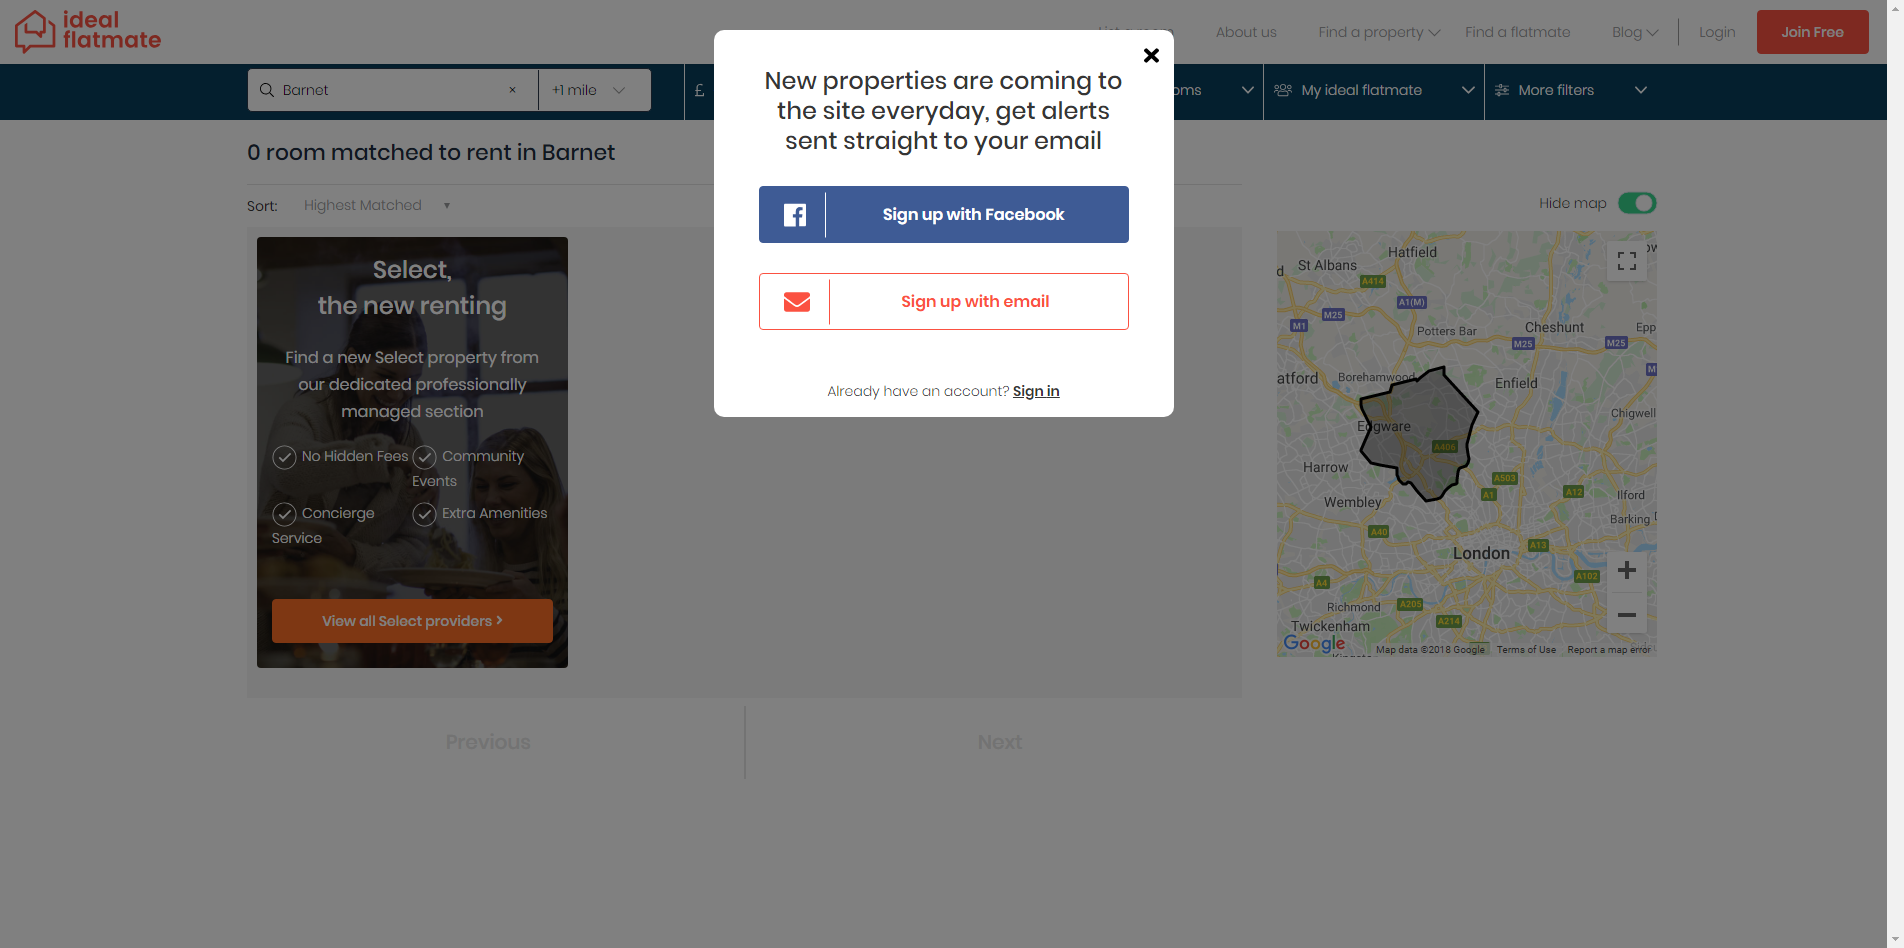 ideal
flatmate
About us
Find a property
Find a flatmate
Blog
Login
Join Free
Barnet
×
+1 mile
£
My ideal flatmate
More filters
0 room matched to rent in Barnet
Sort:
Highest Matched
Hide map
New properties are coming to
the site everyday, get alerts
sent straight to your email
Sign up with Facebook
Sign up with email
Already have an account? Sign in
Select,
the new renting
Find a new Select property from
our dedicated professionally
managed section
No Hidden Fees
Community
Events
Concierge
Service
Extra Amenities
View all Select providers
Previous
Next
Hatfield
St Albans
A414
A1(M)
M25
M1
Potters Bar
Cheshunt
M25
M25
Borehamwood
Enfield
Chigwell
Edgware
A406
Harrow
A503
Wembley
A1
A12
Ilford
Barking
A40
London
A13
A102
A4
Richmond
A205
Twickenham
A214
Google
Map data ©2018 Google
Terms of Use
Report a map error